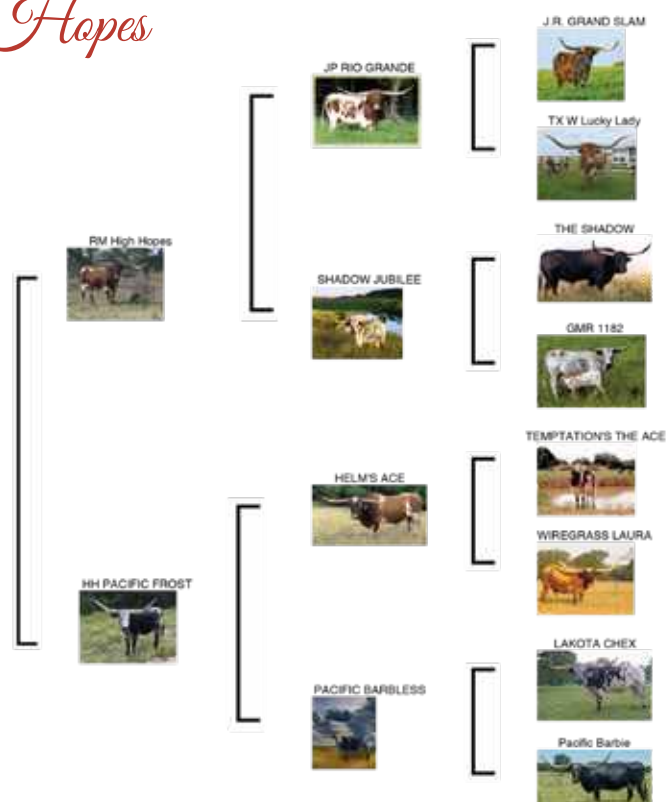 Hopes
J.R. GRAND SLAM
JP RIO GRANDE
TX W Lucky Lady
RM High Hopes
THE SHADOW
SHADOW JUBILEE
GMR 1182
TEMPTATION'S THE ACE
HELM'S ACE
WIREGRASS LAURA
HH PACIFIC FROST
LAKOTA CHEX
PACIFIC BARBLESS
Pacific Barbie